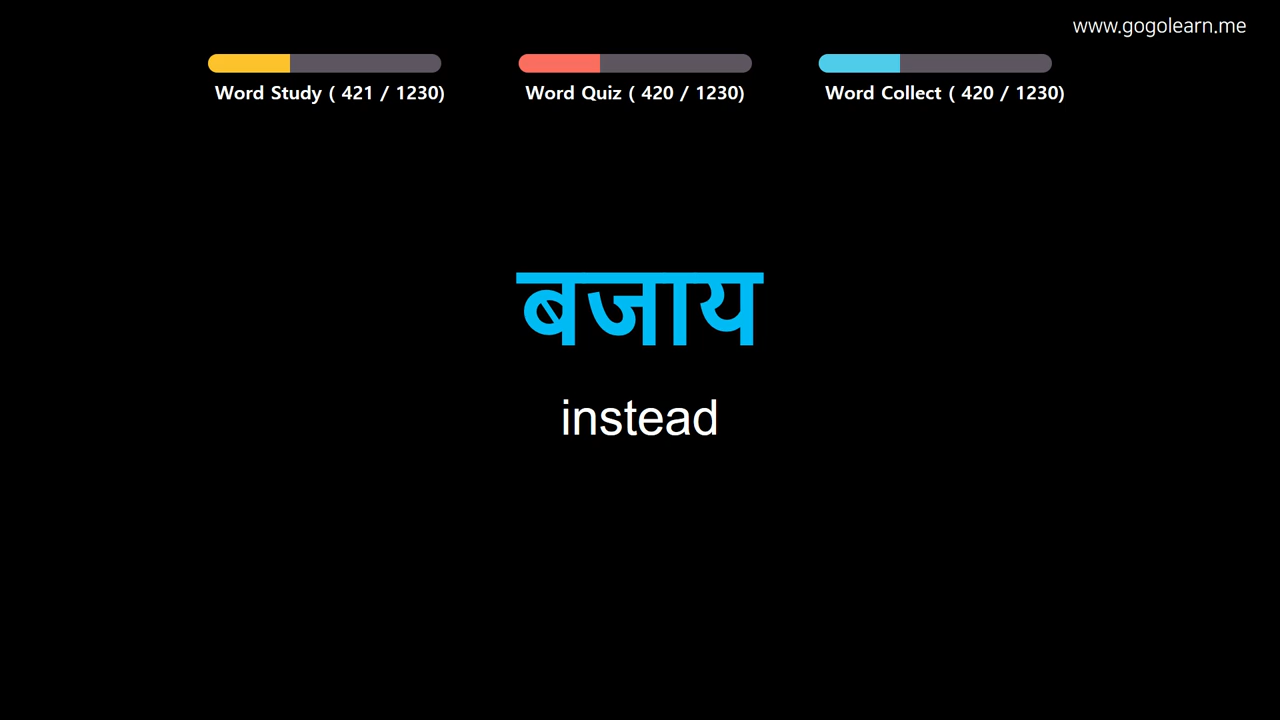 www.gogolearn.me
Word Study ( 421 / 1230)
Word Quiz ( 420 / 1230)
Word Collect ( 420 / 1230)
बजाय
instead